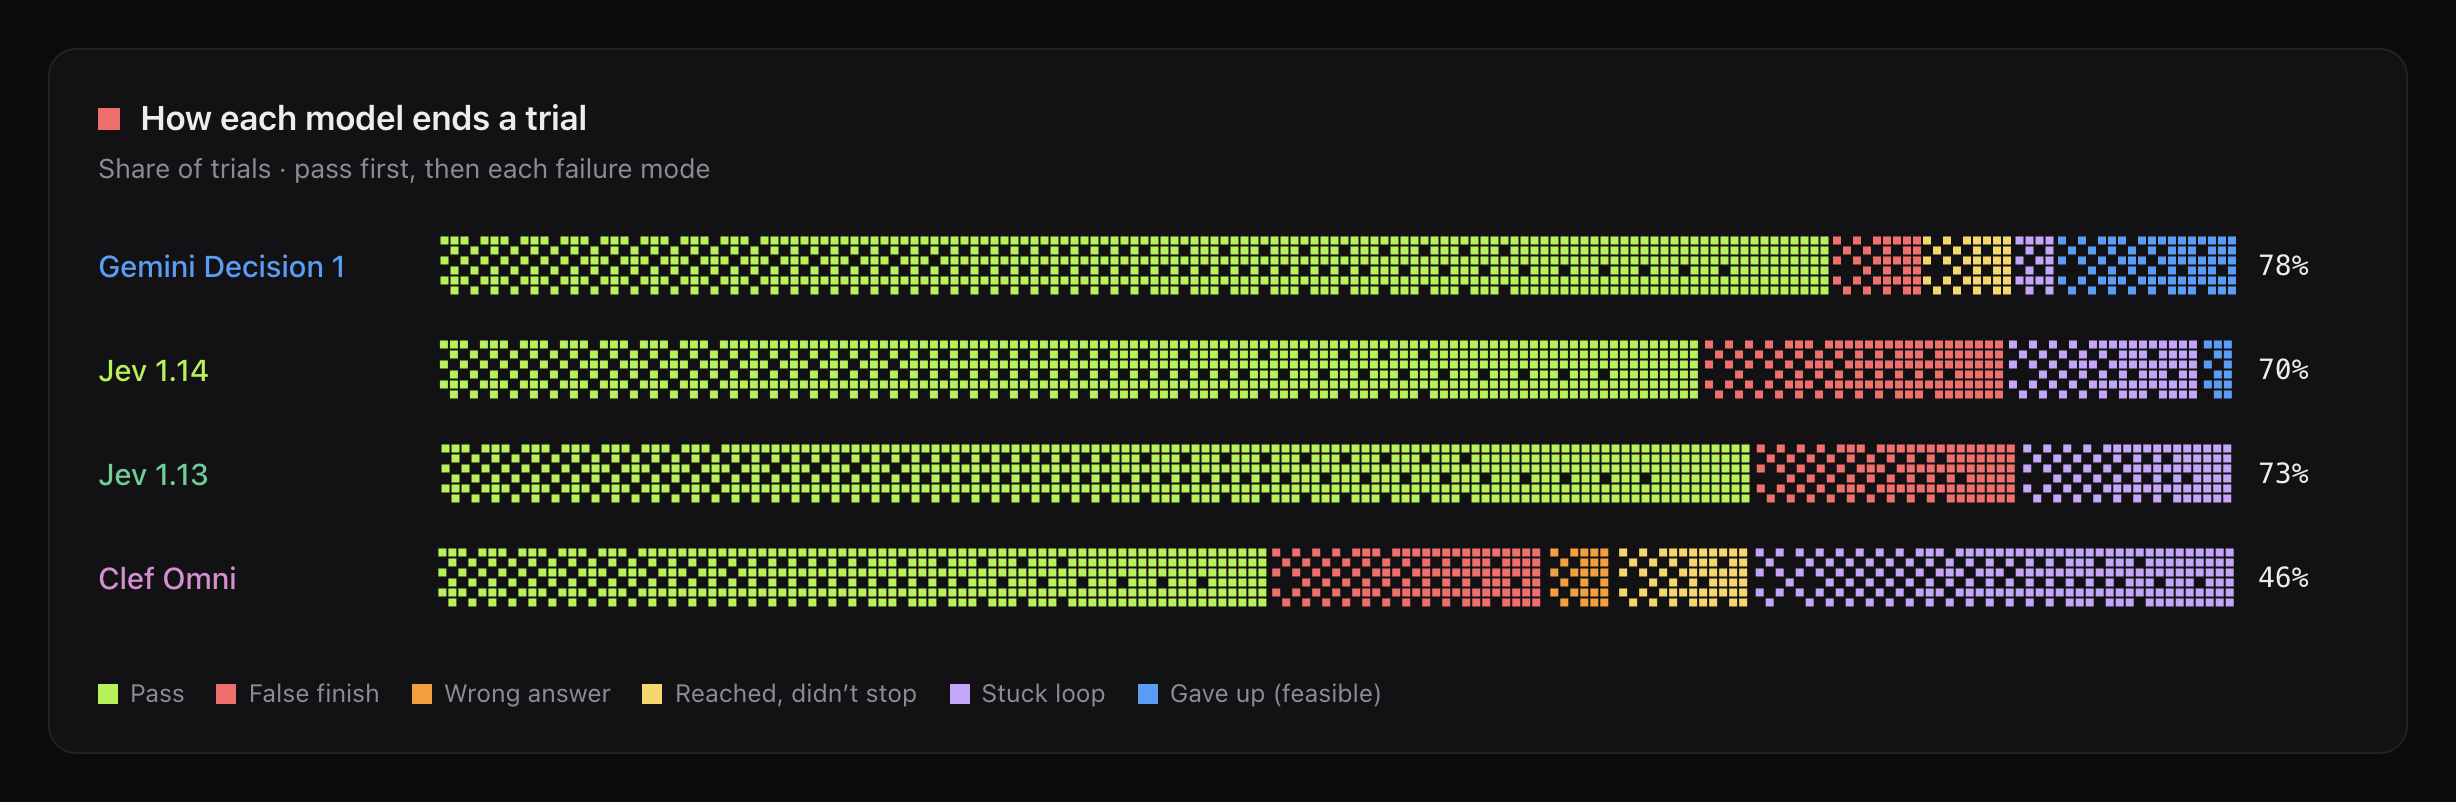 How each model ends a trial
Share of trials · pass first, then each failure mode
Gemini Decision 1 78%
Jev 1.14 70%
Jev 1.13 73%
Clef Omni 46%
Pass False finish Wrong answer Reached, didn’t stop Stuck loop Gave up (feasible)